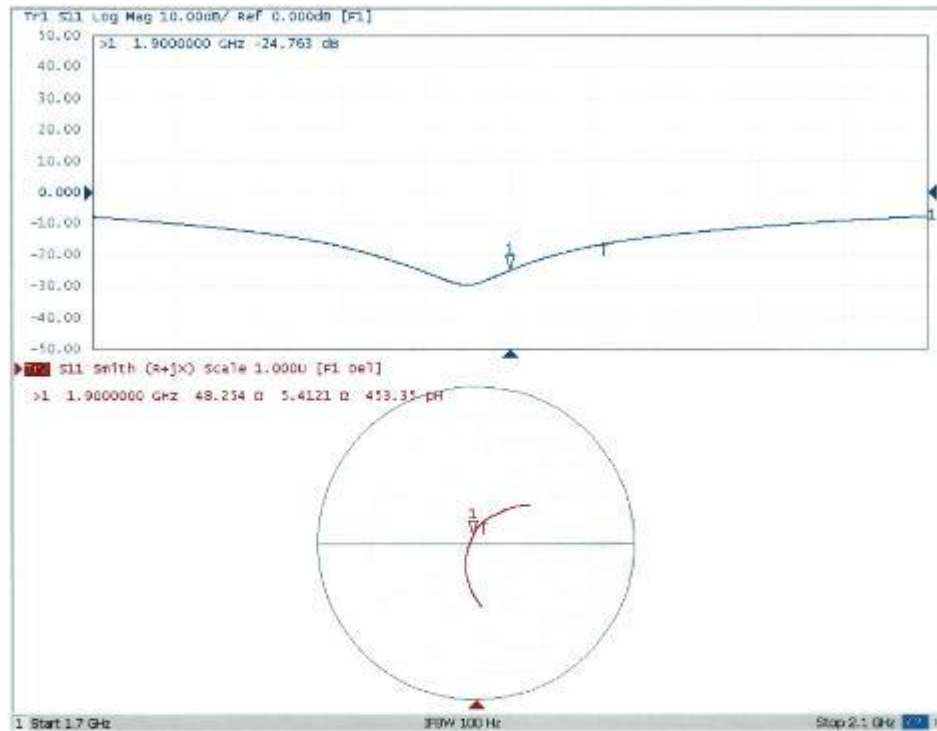 Tr1 S11 Log Mag 10.00dB/ Ref 0.000dB [F1]
50.00
>1 1.9000000 GHz -24.763 dB
40.00
30.00
20.00
10.00
0.000
1
-10.00
1
-20.00
-30.00
-40.00
-50.00
S11 Smith (R+jX) Scale 1.000U [F1 Del]
>1 1.9000000 GHz 48.254 Ω 5.4121 Ω 453.35 pH
1
1 Start 1.7 GHz IFBW 100 Hz Stop 2.1 GHz